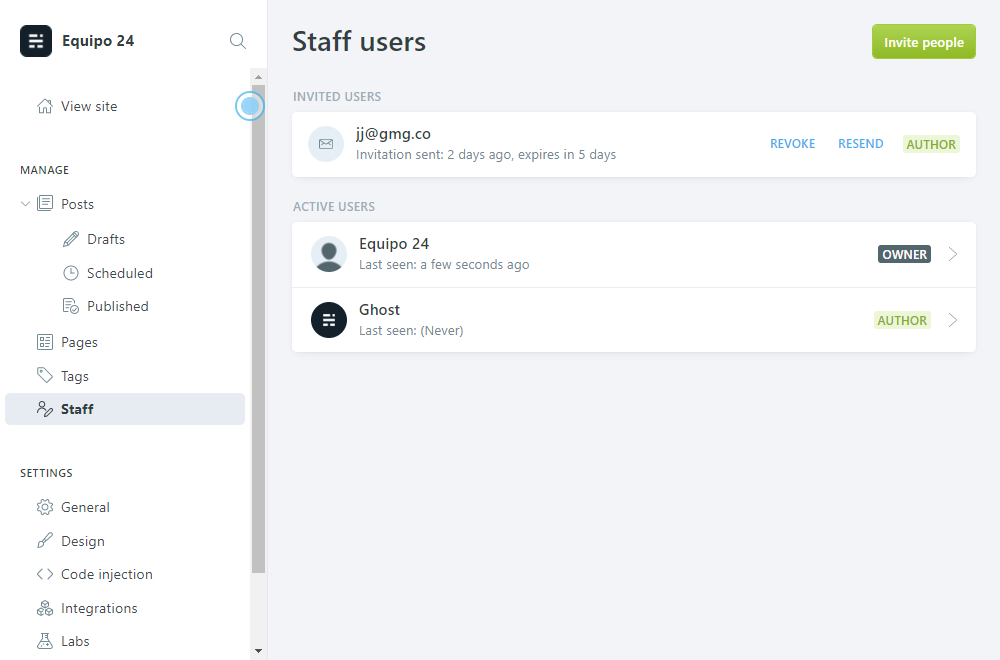 Equipo 24
View site
MANAGE
Posts
Drafts
Scheduled
Published
Pages
Tags
Staff
SETTINGS
General
Design
Code injection
Integrations
Labs
Staff users
Invite people
INVITED USERS
jj@gmg.co
Invitation sent: 2 days ago, expires in 5 days
REVOKE RESEND AUTHOR
ACTIVE USERS
Equipo 24
Last seen: a few seconds ago
OWNER
Ghost
Last seen: (Never)
AUTHOR